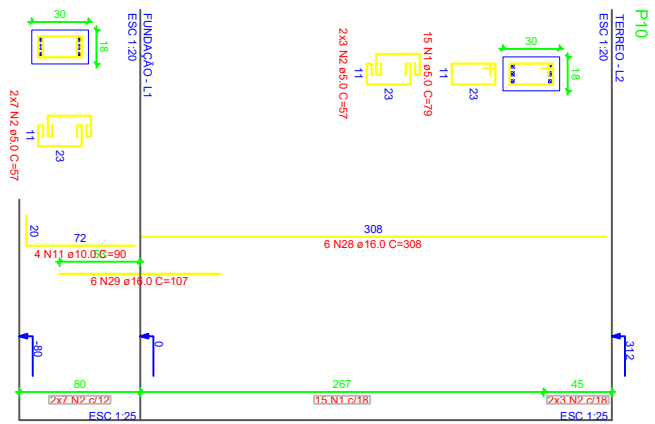 P10
TERREO - L2
ESC 1:20
30
18
11
23
15 N1 ø5.0 C=79
11
23
2x3 N2 ø5.0 C=57
FUNDAÇÃO - L1
ESC 1:20
30
18
11
23
2x7 N2 ø5.0 C=57
308
6 N28 ø16.0 C=308
20
72
4 N11 ø10.0 C=90
6 N29 ø16.0 C=107
-80
0
312
80
267
45
2x7 N2 c/12
15 N1 c/18
2x3 N2 c/18
ESC 1:25
ESC 1:25